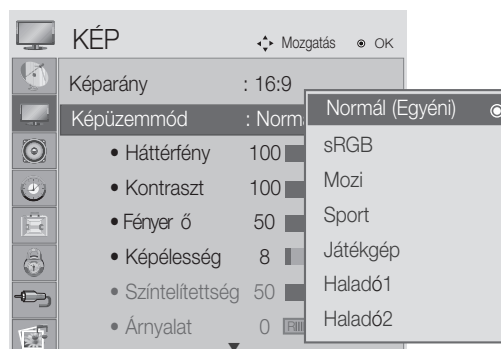 KÉP
Mozgatás OK
Képarány : 16:9
Képüzemmód : Norm
• Háttérfény 100
• Kontraszt 100
• Fényer ő 50
• Képélesség 8
• Színtelítettség 50
• Árnyalat 0
Normál (Egyéni)
sRGB
Mozi
Sport
Játékgép
Haladó1
Haladó2